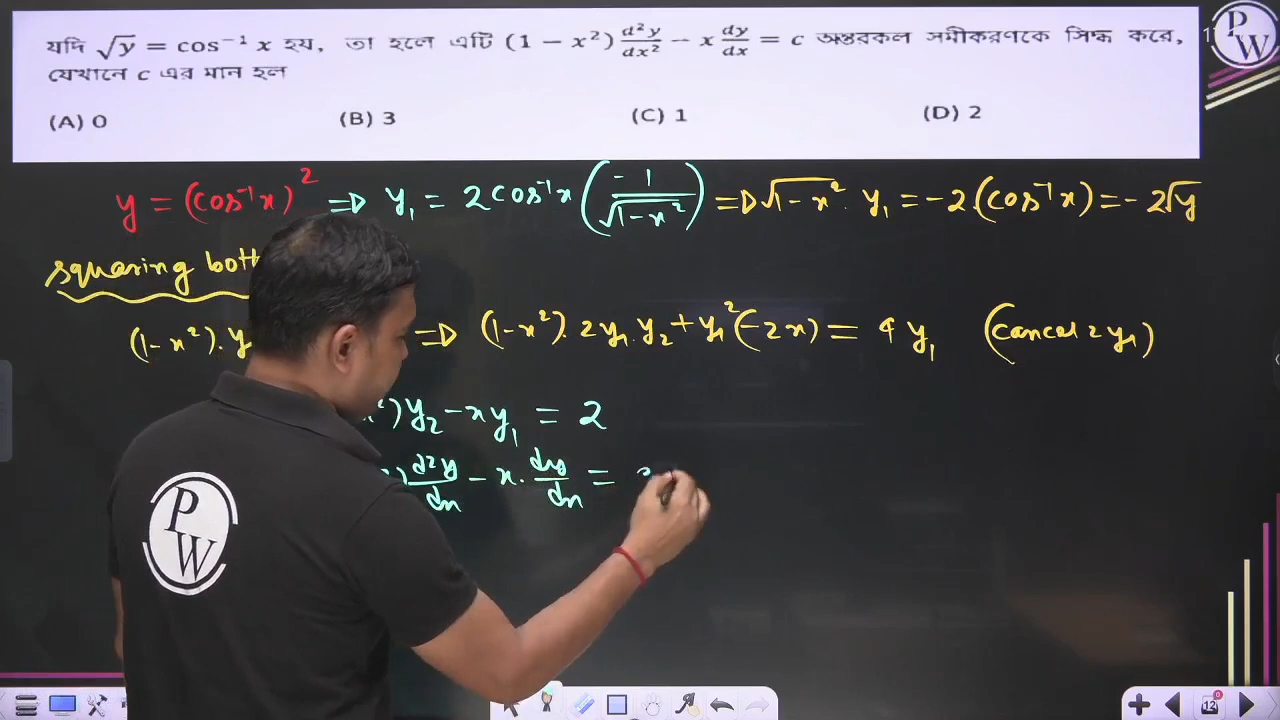 যদি √y = cos⁻¹ x হয়, তা হলে এটি (1 − x²) d²y/dx² − x dy/dx = c অন্তরকল সমীকরণকে সিদ্ধ করে,
যেখানে c এর মান হল
(A) 0 (B) 3 (C) 1 (D) 2
y = (cos⁻¹x)² ⇒ y₁ = 2cos⁻¹x (−1/√(1−x²)) ⇒ √(1−x²). y₁ = −2.(cos⁻¹x) = −2√y
squaring
(1−x²). ⇒ (1−x²). 2y₁.y₂ + y₁²(−2x) = 4y₁ (cancel 2y₁)
)y₂ − xy₁ = 2
d²y/dx − x. dy/dx =
PW
PW
12